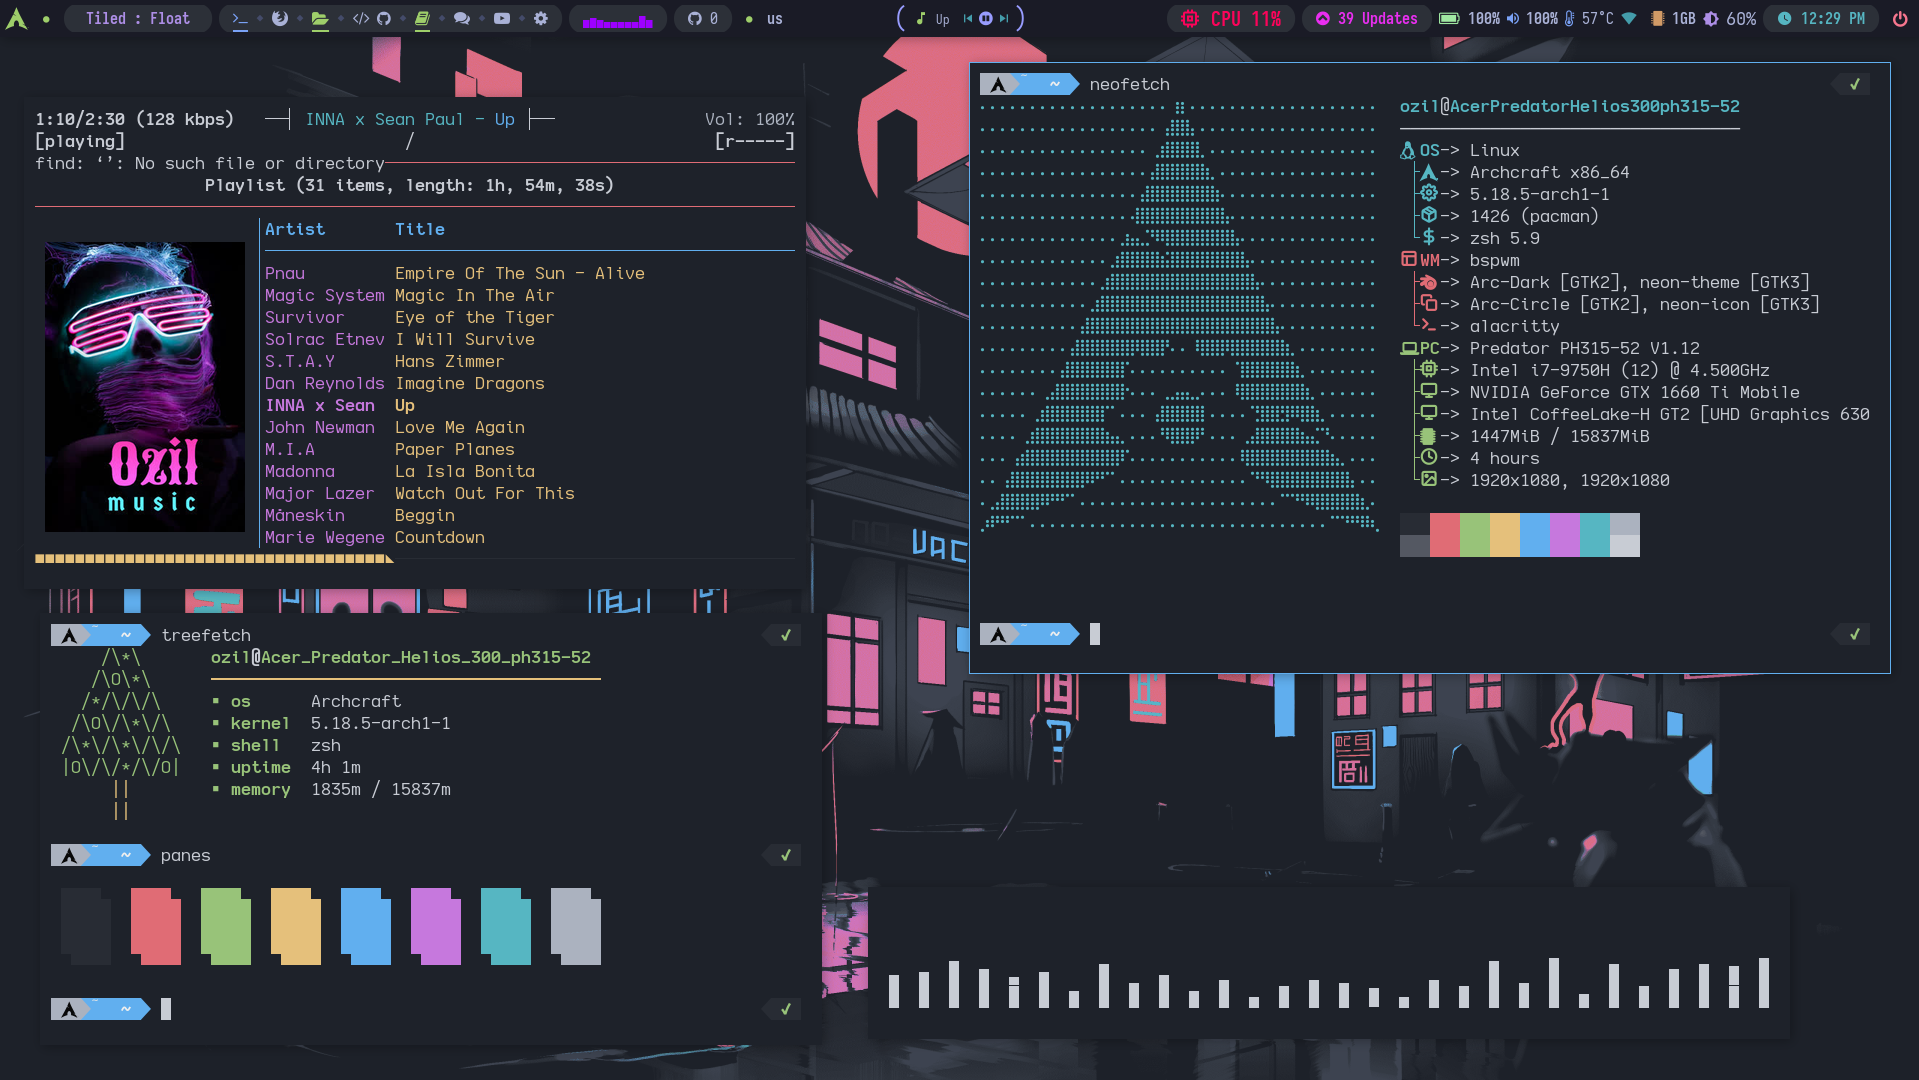 Tiled : Float
0
us
Up
CPU 11%
39 Updates
100%
100%
57°C
1GB
60%
12:29 PM
1:10/2:30 (128 kbps)
INNA x Sean Paul - Up
Vol: 100%
[playing]
/
[r-----]
find: ‘’: No such file or directory
Playlist (31 items, length: 1h, 54m, 38s)
Artist Title
Pnau Empire Of The Sun - Alive
Magic System Magic In The Air
Survivor Eye of the Tiger
Solrac Etnev I Will Survive
S.T.A.Y Hans Zimmer
Dan Reynolds Imagine Dragons
INNA x Sean Up
John Newman Love Me Again
M.I.A Paper Planes
Madonna La Isla Bonita
Major Lazer Watch Out For This
Måneskin Beggin
Marie Wegene Countdown
Ozil
music
~ neofetch ✓
ozil@AcerPredatorHelios300ph315-52
OS-> Linux
-> Archcraft x86_64
-> 5.18.5-arch1-1
-> 1426 (pacman)
-> zsh 5.9
WM-> bspwm
-> Arc-Dark [GTK2], neon-theme [GTK3]
-> Arc-Circle [GTK2], neon-icon [GTK3]
-> alacritty
PC-> Predator PH315-52 V1.12
-> Intel i7-9750H (12) @ 4.500GHz
-> NVIDIA GeForce GTX 1660 Ti Mobile
-> Intel CoffeeLake-H GT2 [UHD Graphics 630
-> 1447MiB / 15837MiB
-> 4 hours
-> 1920x1080, 1920x1080
~ ✓
VAC
~ treefetch ✓
/\*\
/\O\*\
/*/\/\/\
/\O\/\*\/\
/\*\/\*\/\/\
|O\/\/*/\/O|
||
||
ozil@Acer_Predator_Helios_300_ph315-52
▪ os Archcraft
▪ kernel 5.18.5-arch1-1
▪ shell zsh
▪ uptime 4h 1m
▪ memory 1835m / 15837m
~ panes ✓
~ ✓